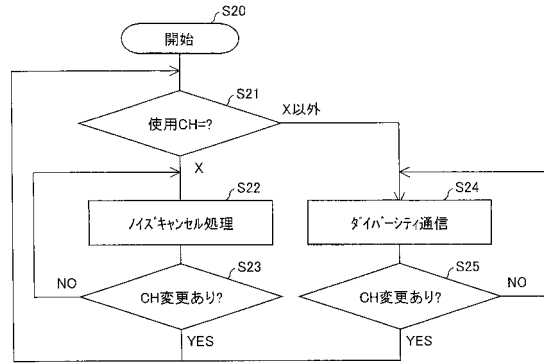 S20
開始
S21
使用CH=?
X以外
X
S22
ﾉｲｽﾞｷｬﾝｾﾙ処理
S24
ﾀﾞｲﾊﾞｰｼﾃｨ通信
S23
CH変更あり?
NO
YES
S25
CH変更あり?
NO
YES